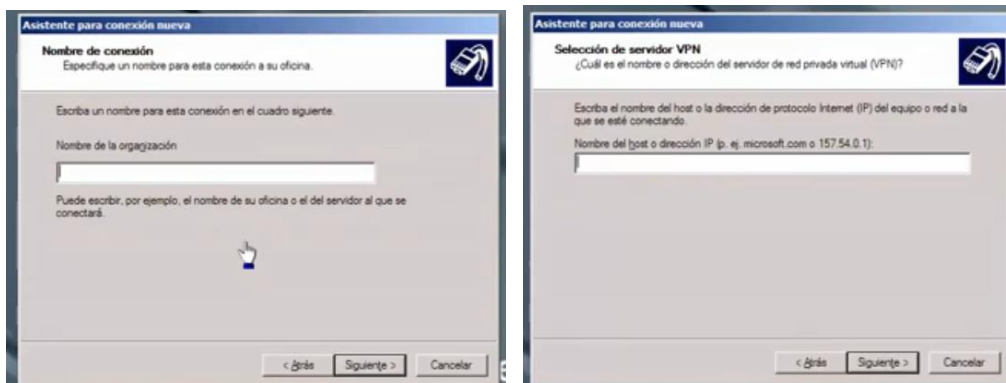 Asistente para conexión nueva
Nombre de conexión
Especifique un nombre para esta conexión a su oficina.
Escriba un nombre para esta conexión en el cuadro siguiente.
Nombre de la organización
Puede escribir, por ejemplo, el nombre de su oficina o el del servidor al que se
conectará.
< Atrás Siguiente > Cancelar
Asistente para conexión nueva
Selección de servidor VPN
¿Cuál es el nombre o dirección del servidor de red privada virtual (VPN)?
Escriba el nombre del host o la dirección de protocolo Internet (IP) del equipo o red a la
que se esté conectando.
Nombre del host o dirección IP (p. ej. microsoft.com o 157.54.0.1):
< Atrás Siguiente > Cancelar